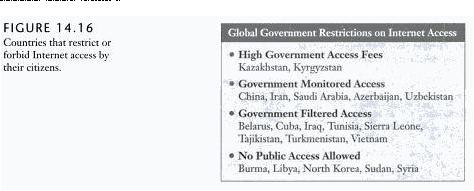 FIGURE 14.16
Countries that restrict or
forbid Internet access by
their citizens.
Global Government Restrictions on Internet Access
• High Government Access Fees
Kazakhstan, Kyrgyzstan
• Government Monitored Access
China, Iran, Saudi Arabia, Azerbaijan, Uzbekistan
• Government Filtered Access
Belarus, Cuba, Iraq, Tunisia, Sierra Leone,
Tajikistan, Turkmenistan, Vietnam
• No Public Access Allowed
Burma, Libya, North Korea, Sudan, Syria